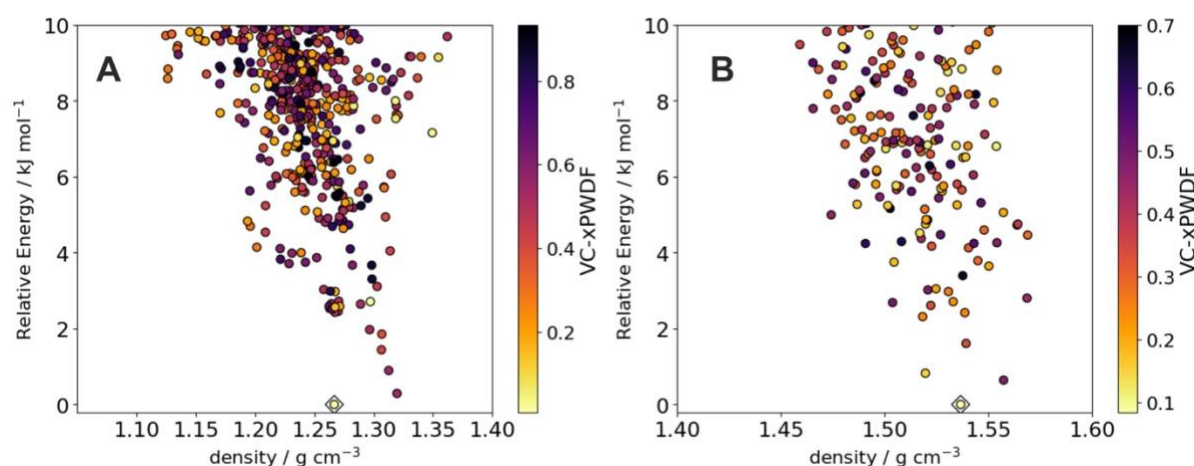 A
10
8
6
4
2
0
Relative Energy / kJ mol⁻¹
1.10 1.15 1.20 1.25 1.30 1.35 1.40
density / g cm⁻³
0.8
0.6
0.4
0.2
VC-xPWDF
B
10
8
6
4
2
0
Relative Energy / kJ mol⁻¹
1.40 1.45 1.50 1.55 1.60
density / g cm⁻³
0.7
0.6
0.5
0.4
0.3
0.2
0.1
VC-xPWDF